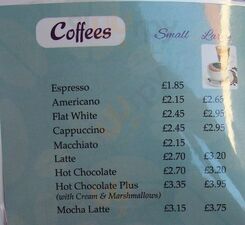 Coffees Small Large
Espresso £1.85
Americano £2.15 £2.65
Flat White £2.45 £2.95
Cappuccino £2.45 £2.95
Macchiato £2.15
Latte £2.70 £3.20
Hot Chocolate £2.70 £3.20
Hot Chocolate Plus £3.35 £3.95
(with Cream & Marshmallows)
Mocha Latte £3.15 £3.75